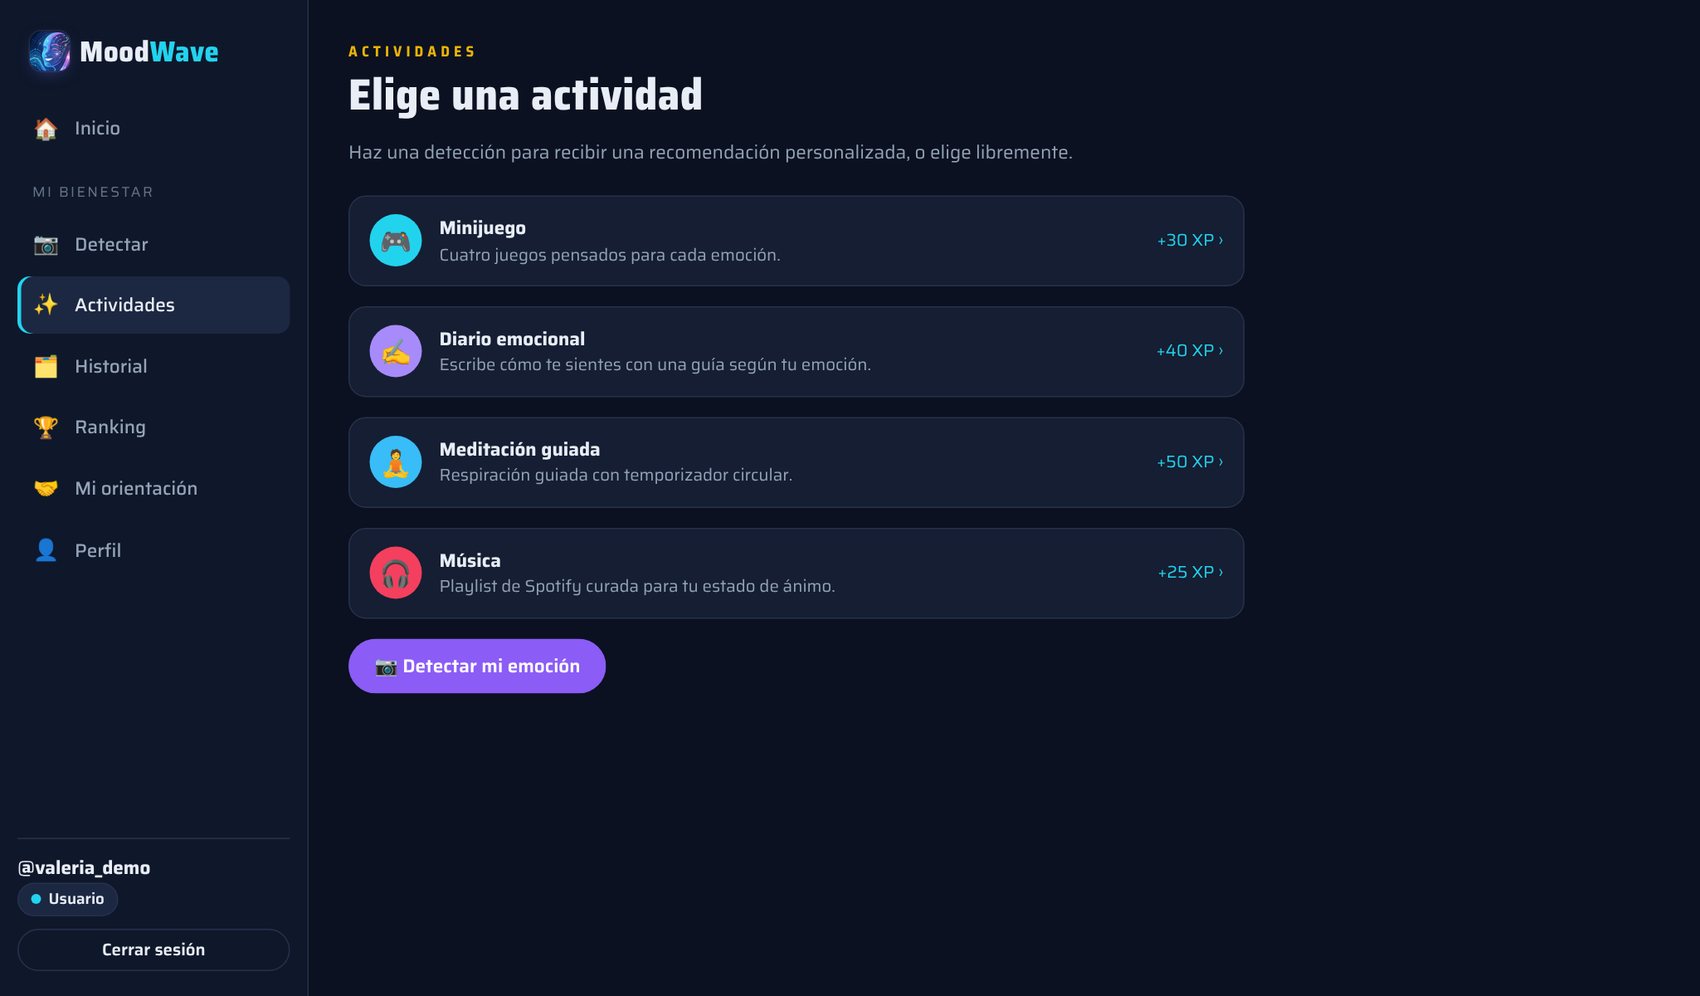 MoodWave
Inicio
MI BIENESTAR
Detectar
Actividades
Historial
Ranking
Mi orientación
Perfil
@valeria_demo
Usuario
Cerrar sesión
ACTIVIDADES
Elige una actividad
Haz una detección para recibir una recomendación personalizada, o elige libremente.
Minijuego
Cuatro juegos pensados para cada emoción.
+30 XP ›
Diario emocional
Escribe cómo te sientes con una guía según tu emoción.
+40 XP ›
Meditación guiada
Respiración guiada con temporizador circular.
+50 XP ›
Música
Playlist de Spotify curada para tu estado de ánimo.
+25 XP ›
Detectar mi emoción